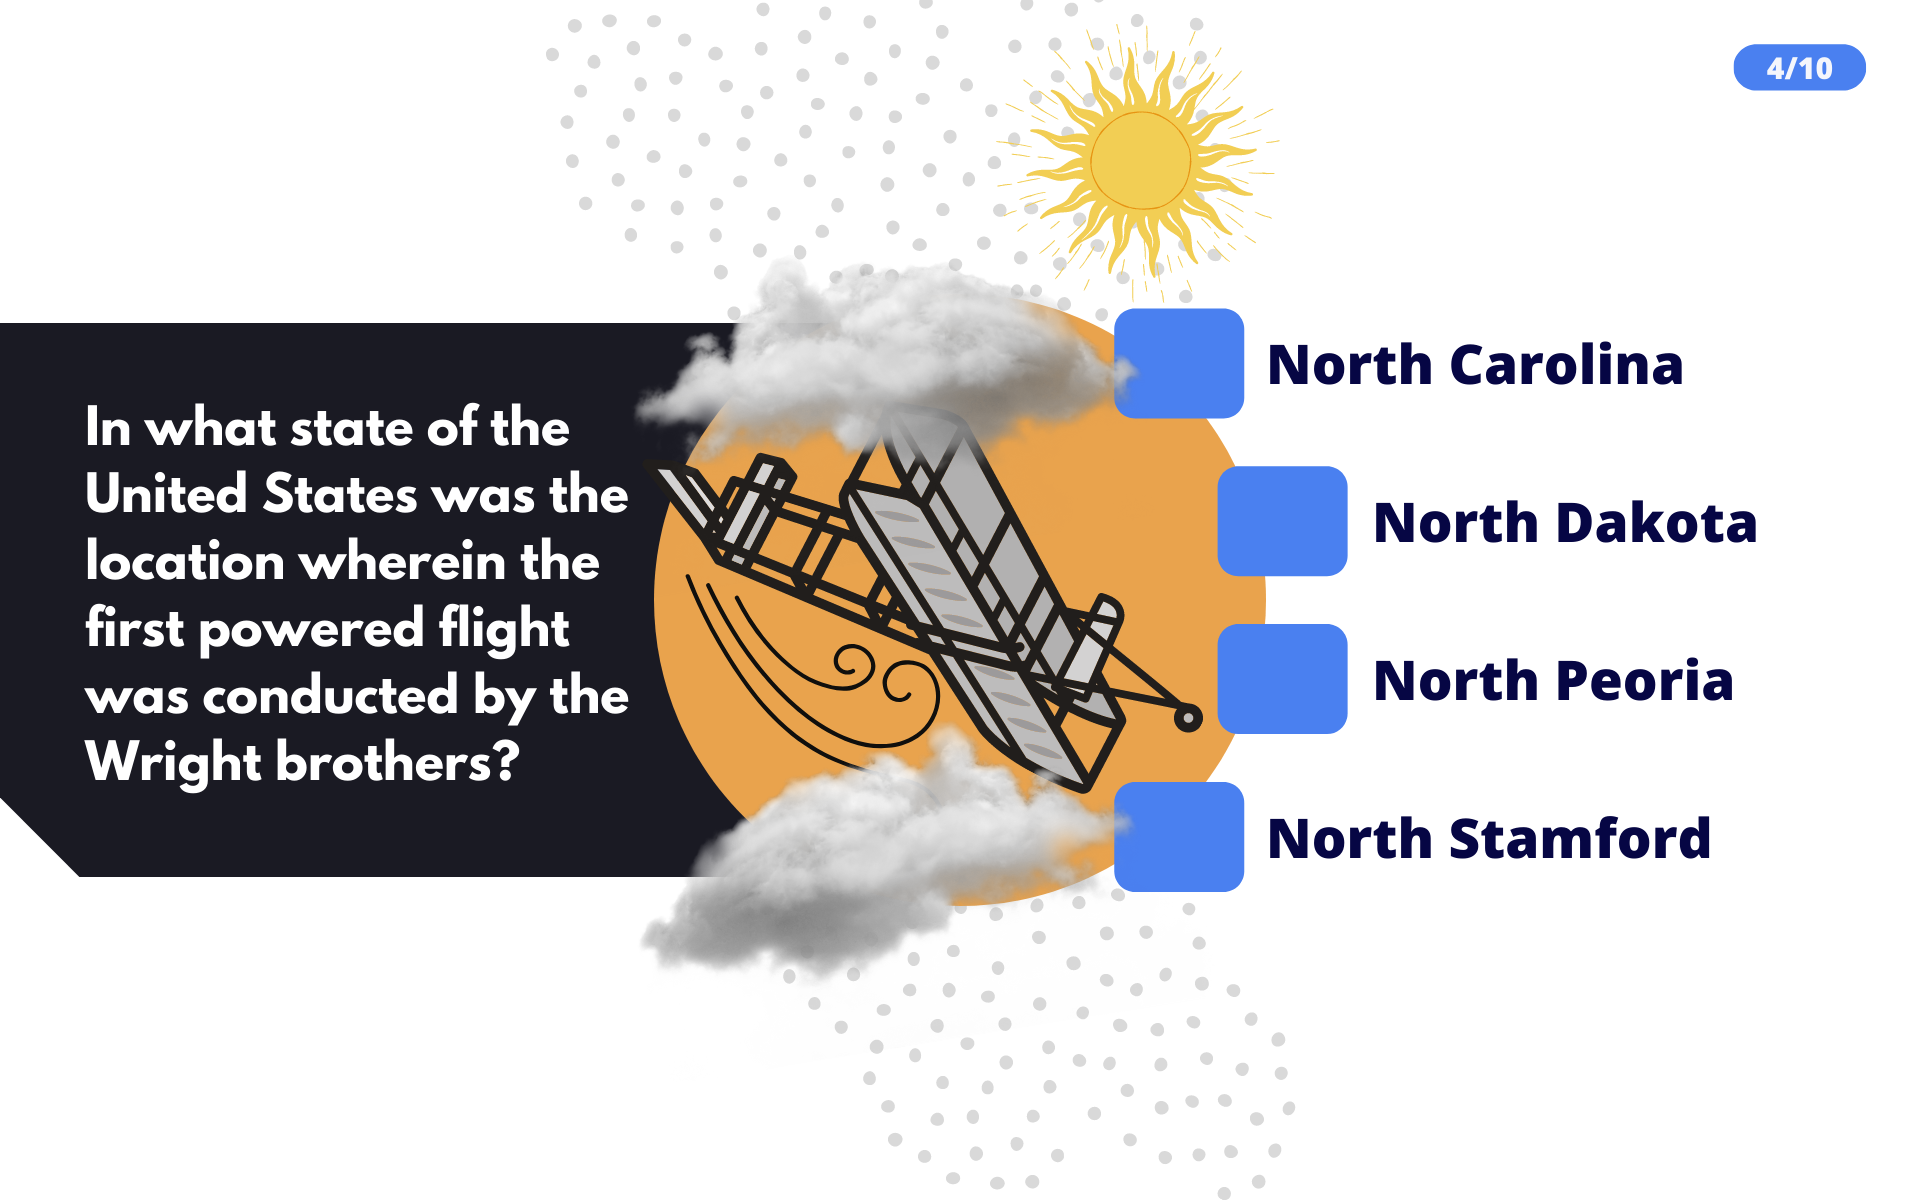 4/10
In what state of the
United States was the
location wherein the
first powered flight
was conducted by the
Wright brothers?
North Carolina
North Dakota
North Peoria
North Stamford